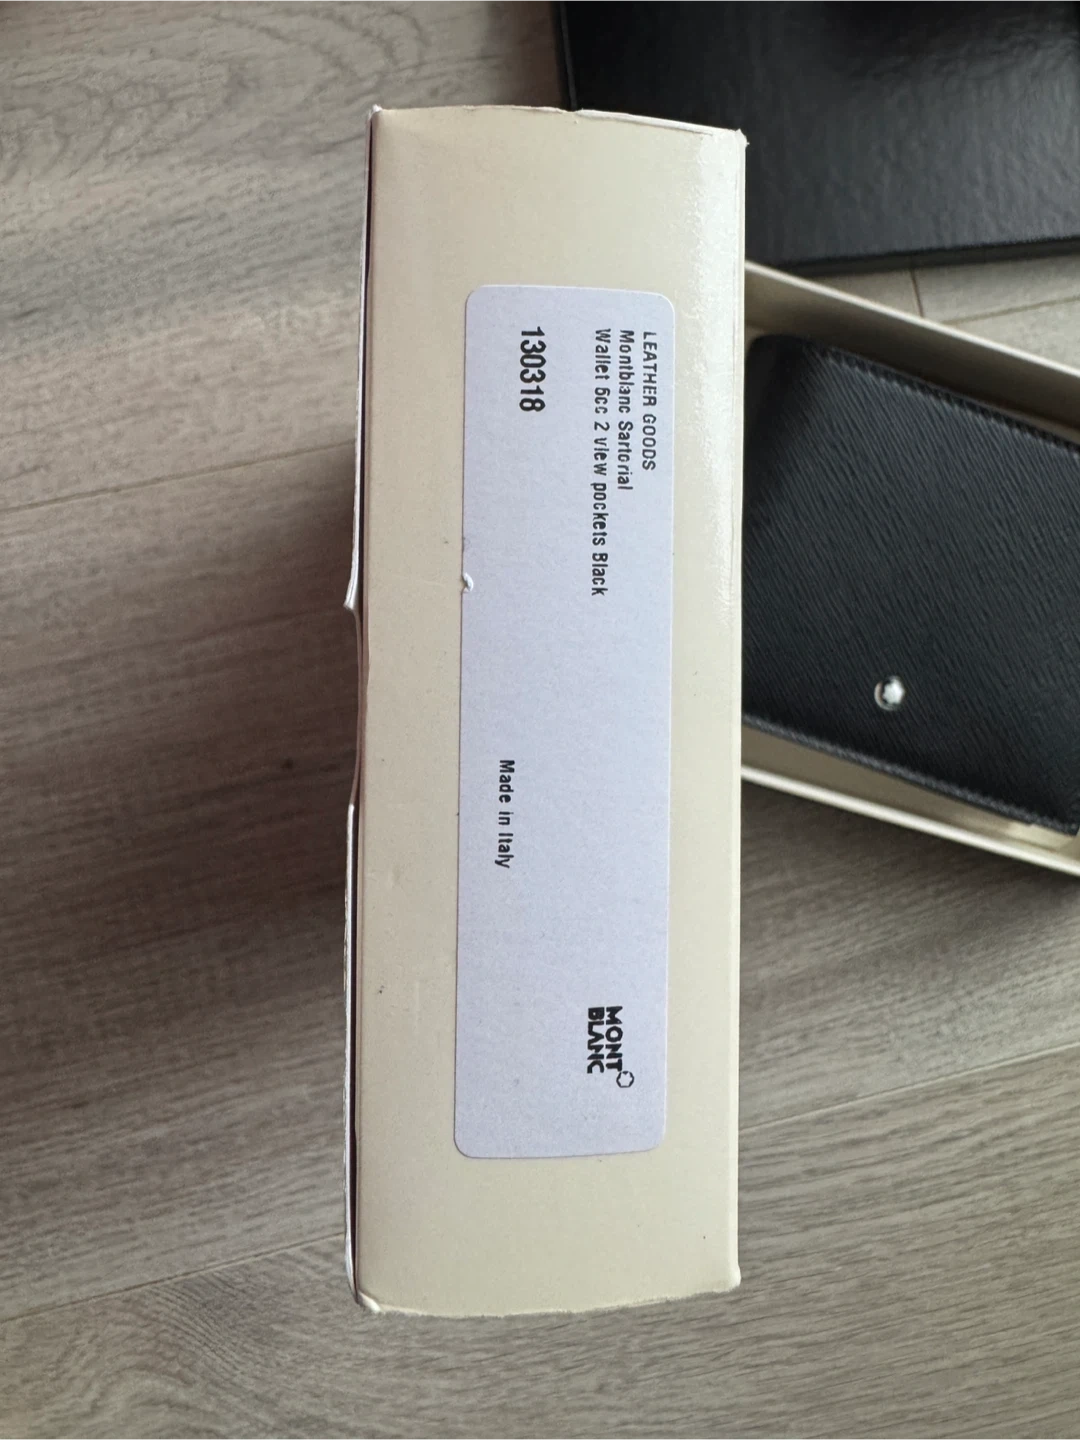 LEATHER GOODS
Montblanc Sartorial
Wallet 6cc 2 view pockets Black
130318
Made in Italy
MONT
BLANC